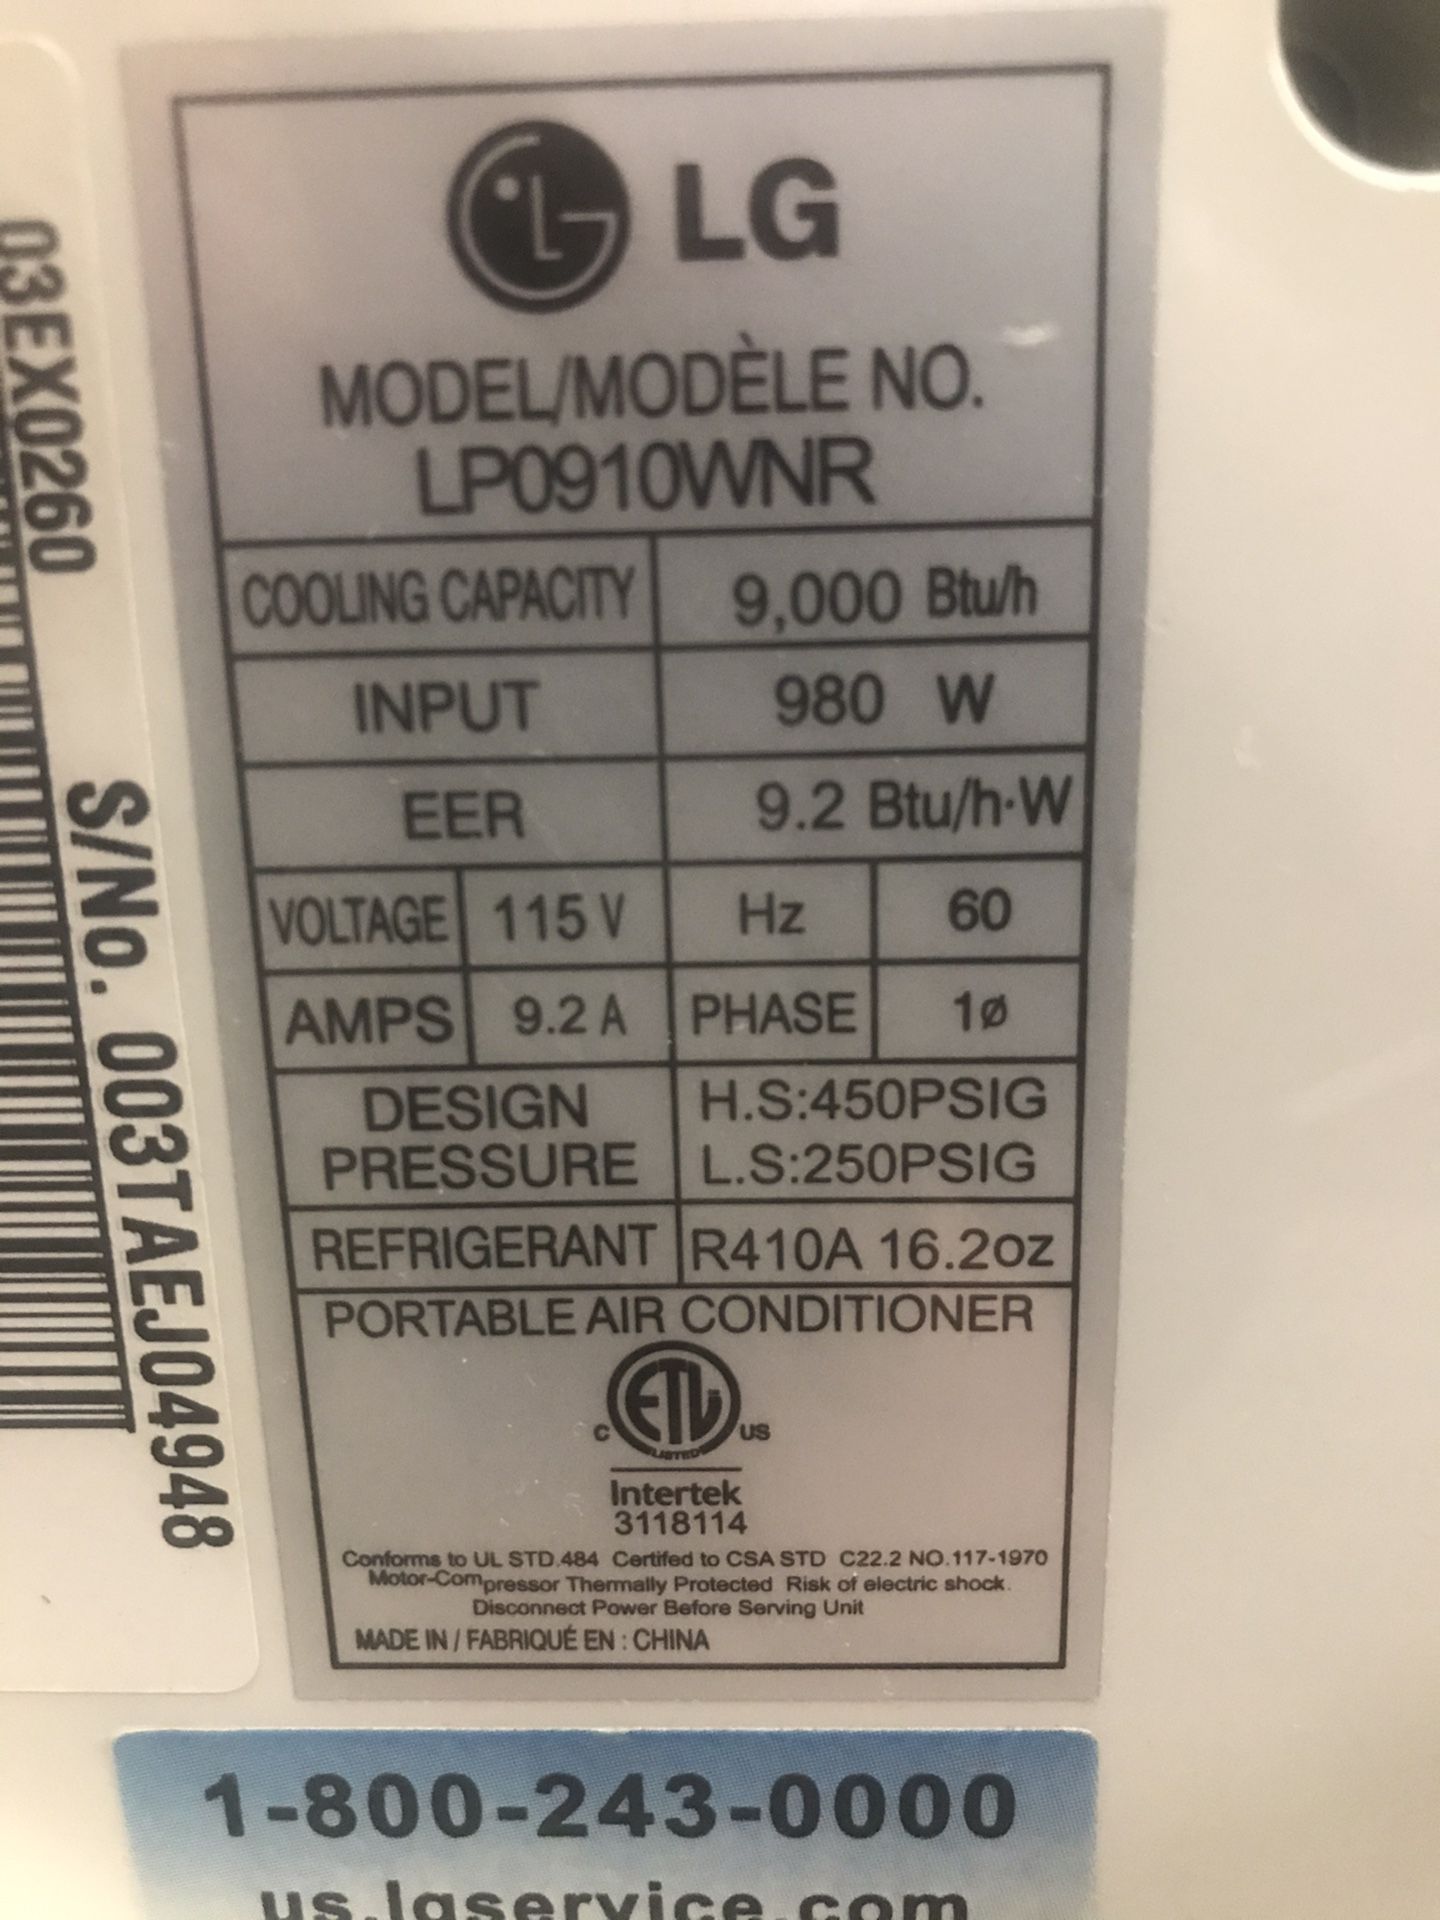 LG
MODEL/MODÈLE NO.
LP0910WNR
COOLING CAPACITY 9,000 Btu/h
INPUT 980 W
EER 9.2 Btu/h·W
VOLTAGE 115 V Hz 60
AMPS 9.2 A PHASE 1ø
DESIGN PRESSURE H.S:450PSIG
L.S:250PSIG
REFRIGERANT R410A 16.2oz
PORTABLE AIR CONDITIONER
C ETL US
LISTED
Intertek
3118114
Conforms to UL STD.484 Certifed to CSA STD C22.2 NO.117-1970
Motor-Compressor Thermally Protected Risk of electric shock.
Disconnect Power Before Serving Unit
MADE IN / FABRIQUÉ EN : CHINA
03EX0260
S/No. 003TAEJ04948
1-800-243-0000
us.lgservice.com